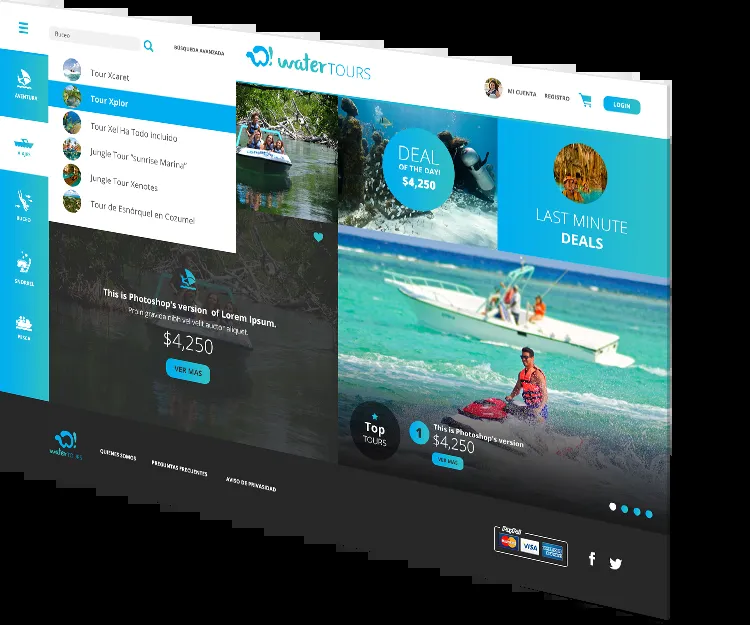 Buceo
BÚSQUEDA AVANZADA
W! waterTOURS
MI CUENTA
REGISTRO
LOGIN
AVENTURA
VIAJES
BUCEO
SNORKEL
PESCA
Tour Xcaret
Tour Xplor
Tour Xel Ha Todo Incluido
Jungle Tour "Sunrise Marina"
Jungle Tour Xenotes
Tour de Esnórquel en Cozumel
DEAL
OF THE DAY!
$4,250
LAST MINUTE
DEALS
This is Photoshop's version of Lorem Ipsum.
Proin gravida nibh vel velit auctor aliquet.
$4,250
VER MAS
Top
TOURS
1
This is Photoshop's version
$4,250
VER MAS
waterTOURS
QUIENES SOMOS
PREGUNTAS FRECUENTES
AVISO DE PRIVACIDAD
PayPal
MasterCard
VISA
AMERICAN EXPRESS